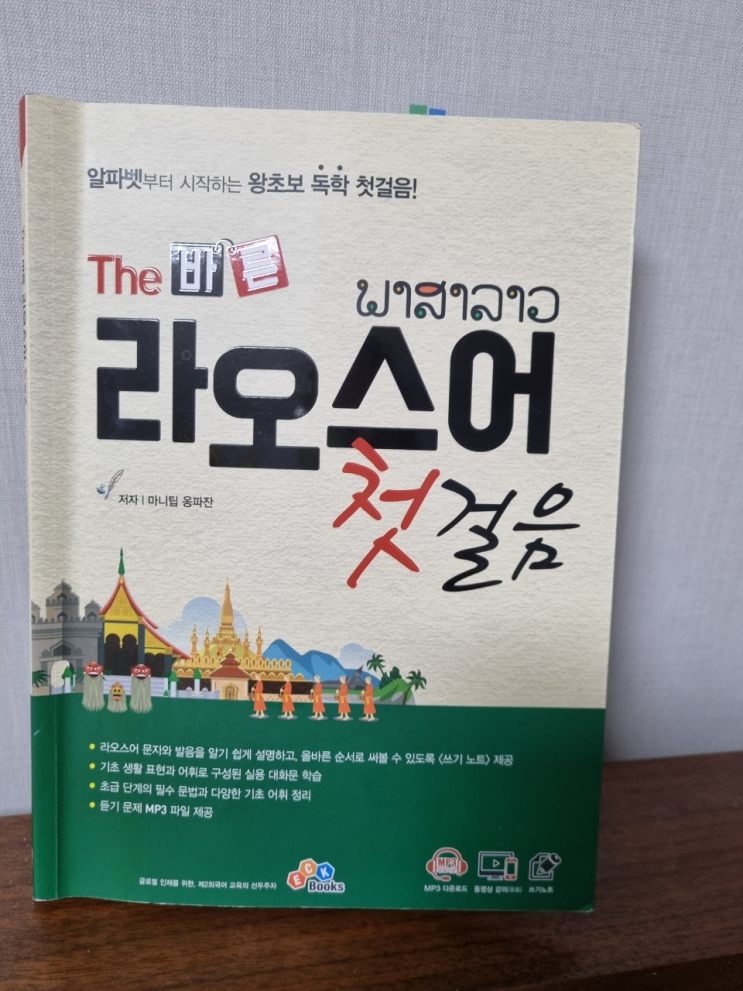 알파벳부터 시작하는 왕초보 독학 첫걸음!
The 바른
ພາສາລາວ
라오스어
첫걸음
저자 | 마니팁 옹파잔
• 라오스어 문자와 발음을 알기 쉽게 설명하고, 올바른 순서로 써볼 수 있도록 <쓰기 노트> 제공
• 기초 생활 표현과 어휘로 구성된 실용 대화문 학습
• 초급 단계의 필수 문법과 다양한 기초 어휘 정리
• 듣기 문제 MP3 파일 제공
글로벌 인재를 위한, 제2외국어 교육의 선두주자
ECK Books
MP3
MP3 다운로드 동영상 강의(유료) 쓰기노트